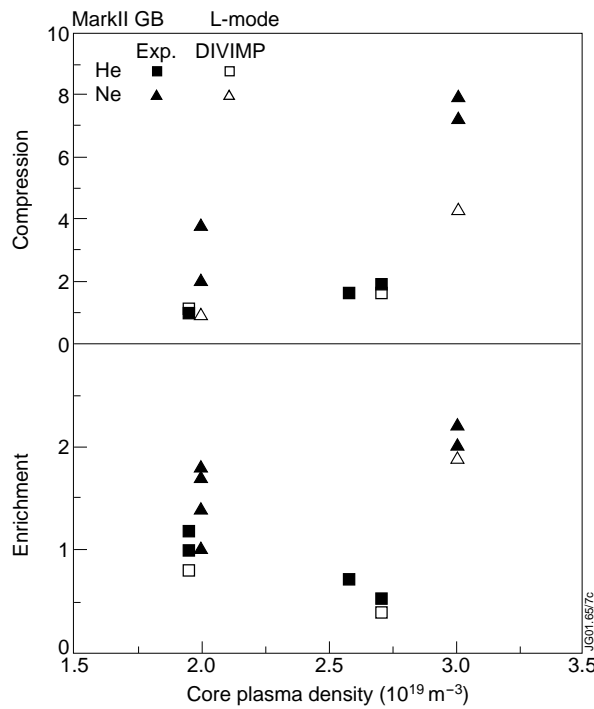 MarkII GB L-mode
Exp. DIVIMP
He
Ne
10
8
6
4
2
0
Compression
2
1
0
Enrichment
1.5 2.0 2.5 3.0 3.5
Core plasma density (10¹⁹ m⁻³)
JG01.65/7c